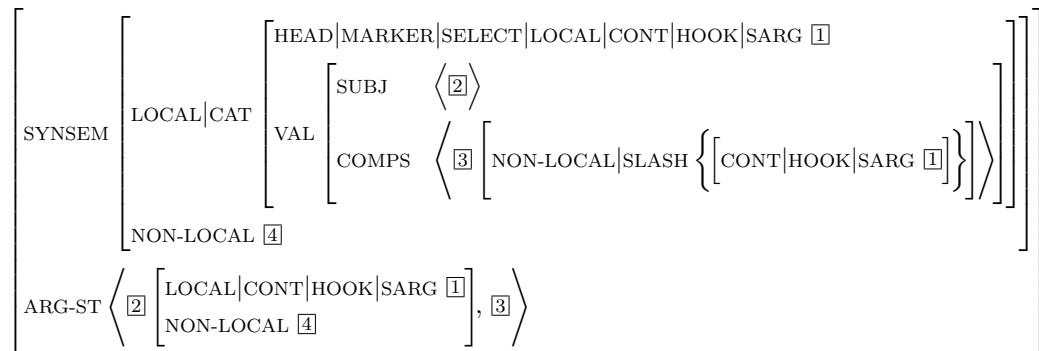 HEAD|MARKER|SELECT|LOCAL|CONT|HOOK|SARG 1
SUBJ ⟨2⟩
SYNSEM LOCAL|CAT VAL
COMPS ⟨3 [NON-LOCAL|SLASH {[CONT|HOOK|SARG 1]}]⟩
NON-LOCAL 4
ARG-ST ⟨2 [LOCAL|CONT|HOOK|SARG 1
NON-LOCAL 4], 3⟩